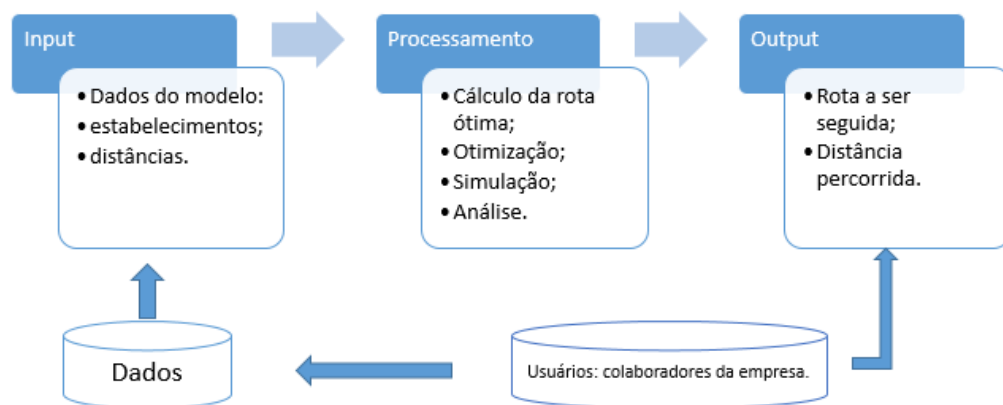 Input
• Dados do modelo:
• estabelecimentos;
• distâncias.
Processamento
• Cálculo da rota
ótima;
• Otimização;
• Simulação;
• Análise.
Output
• Rota a ser
seguida;
• Distância
percorrida.
Dados
Usuários: colaboradores da empresa.